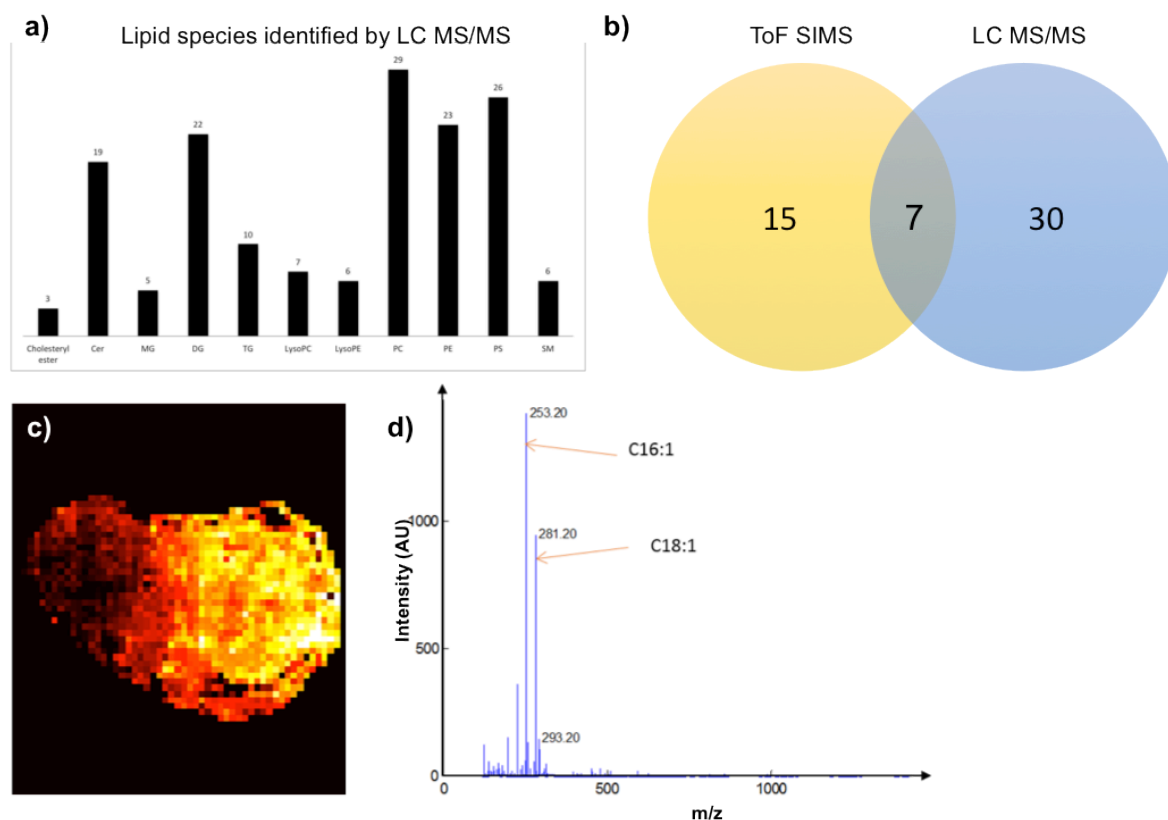 a)
Lipid species identified by LC MS/MS
29
26
23
22
19
10
7
6
6
5
3
Cholesteryl ester
Cer
MG
DG
TG
LysoPC
LysoPE
PC
PE
PS
SM
b)
ToF SIMS
LC MS/MS
15
7
30
c)
d)
253.20
C16:1
281.20
C18:1
293.20
1000
500
0
Intensity (AU)
0
500
1000
m/z